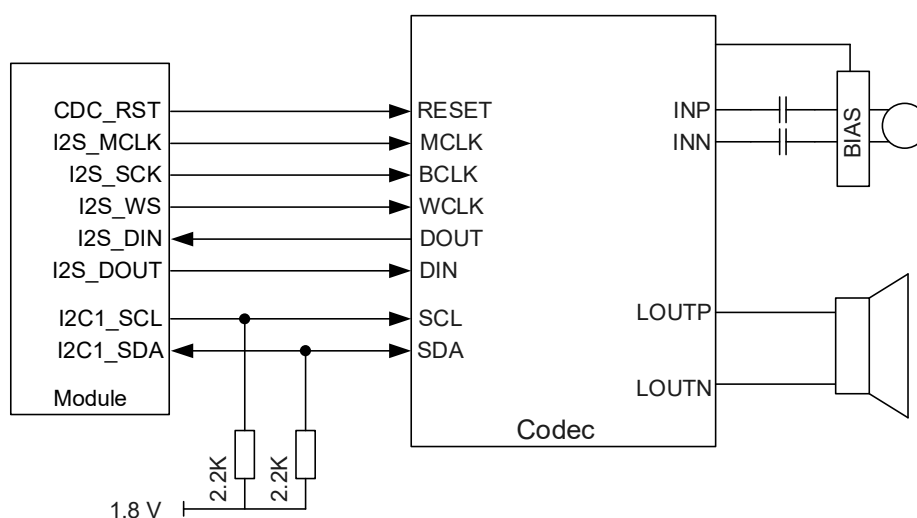 CDC_RST
I2S_MCLK
I2S_SCK
I2S_WS
I2S_DIN
I2S_DOUT
I2C1_SCL
I2C1_SDA
Module
RESET
MCLK
BCLK
WCLK
DOUT
DIN
SCL
SDA
INP
INN
LOUTP
LOUTN
Codec
BIAS
2.2K
2.2K
1.8 V